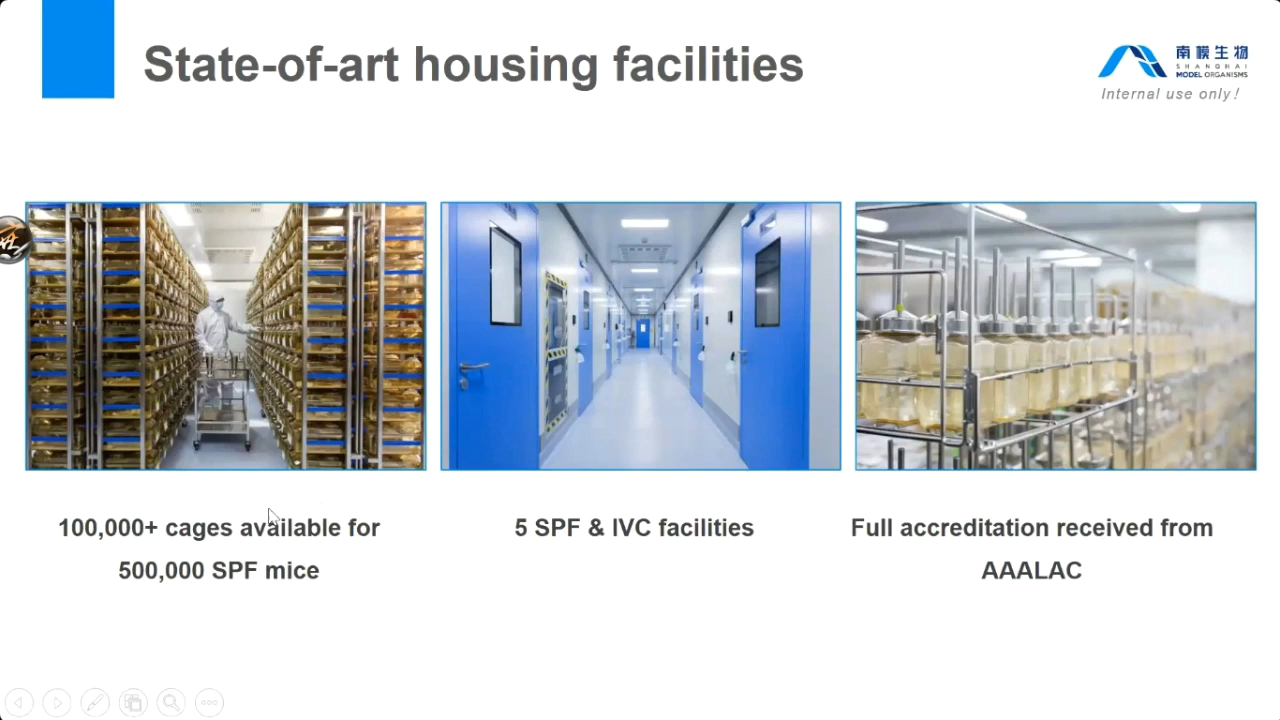 State-of-art housing facilities
南模生物
SHANGHAI
MODEL ORGANISMS
Internal use only!
100,000+ cages available for
500,000 SPF mice
5 SPF & IVC facilities
Full accreditation received from
AAALAC